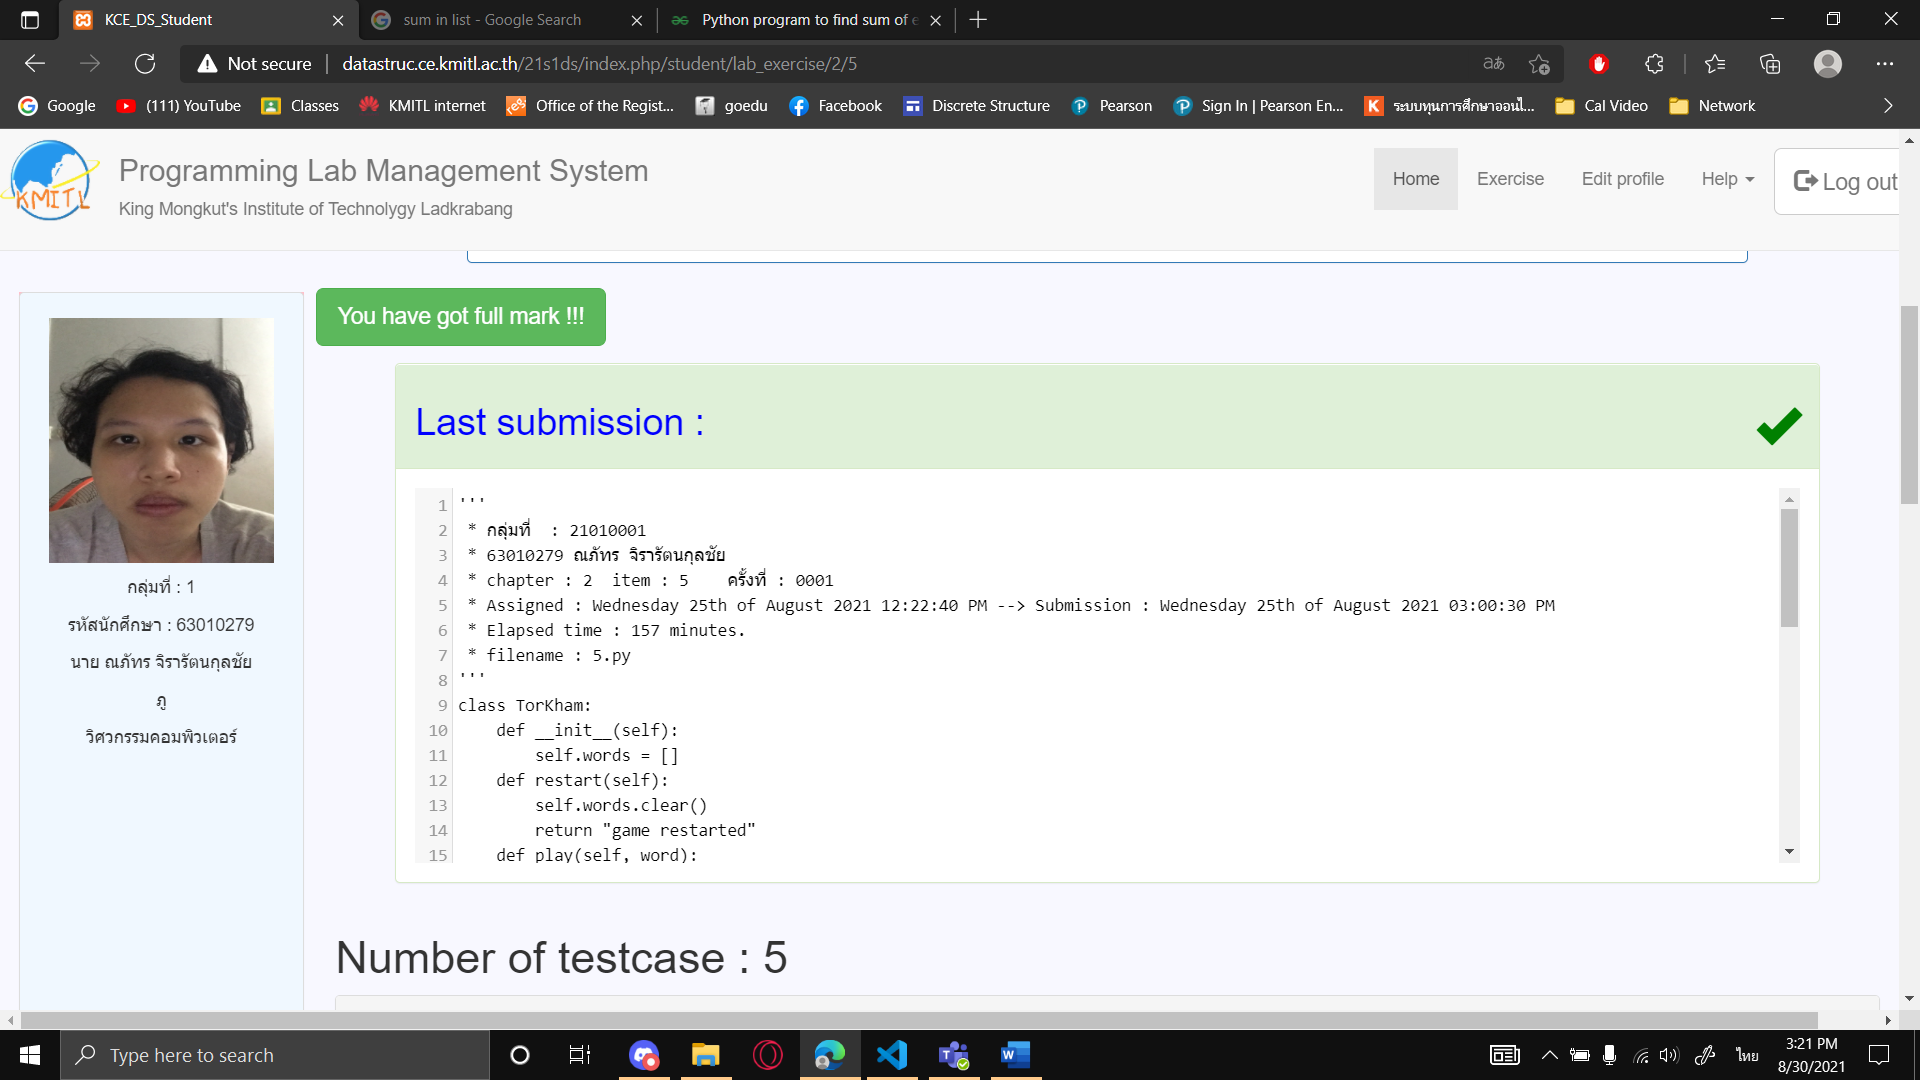 KCE_DS_Student
sum in list - Google Search
Python program to find sum of e
Not secure
datastruc.ce.kmitl.ac.th/21s1ds/index.php/student/lab_exercise/2/5
Google
(111) YouTube
Classes
KMITL internet
Office of the Regist...
goedu
Facebook
Discrete Structure
Pearson
Sign In | Pearson En...
ระบบทุนการศึกษาออนไ...
Cal Video
Network
KMITL
Programming Lab Management System
King Mongkut's Institute of Technolygy Ladkrabang
Home
Exercise
Edit profile
Help
Log out
You have got full mark !!!
กลุ่มที่ : 1
รหัสนักศึกษา : 63010279
นาย ณภัทร จิรารัตนกุลชัย
ภู
วิศวกรรมคอมพิวเตอร์
Last submission :
1 '''
2 * กลุ่มที่ : 21010001
3 * 63010279 ณภัทร จิรารัตนกุลชัย
4 * chapter : 2 item : 5 ครั้งที่ : 0001
5 * Assigned : Wednesday 25th of August 2021 12:22:40 PM --> Submission : Wednesday 25th of August 2021 03:00:30 PM
6 * Elapsed time : 157 minutes.
7 * filename : 5.py
8 '''
9 class TorKham:
10 def __init__(self):
11 self.words = []
12 def restart(self):
13 self.words.clear()
14 return "game restarted"
15 def play(self, word):
Number of testcase : 5
Type here to search
ไทย
3:21 PM
8/30/2021